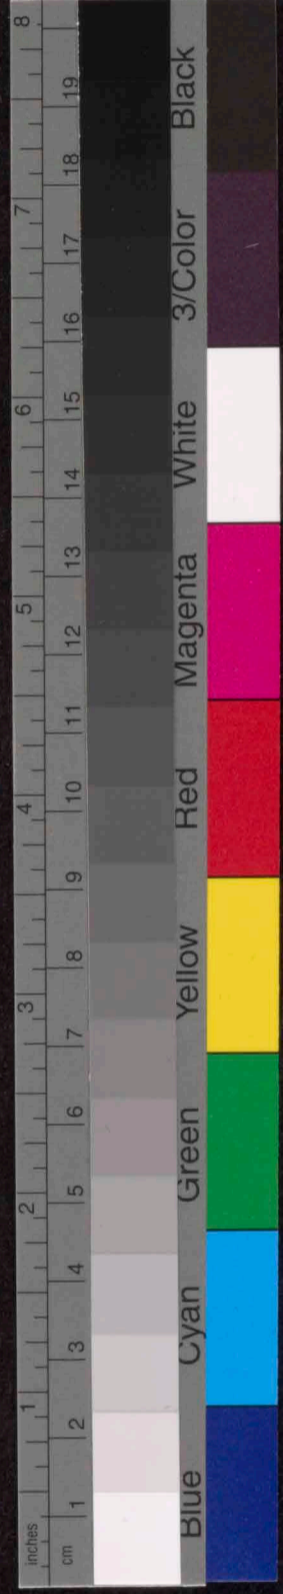 inches 1 2 3 4 5 6 7 8
cm 1 2 3 4 5 6 7 8 9 10 11 12 13 14 15 16 17 18 19
Blue Cyan Green Yellow Red Magenta White 3/Color Black